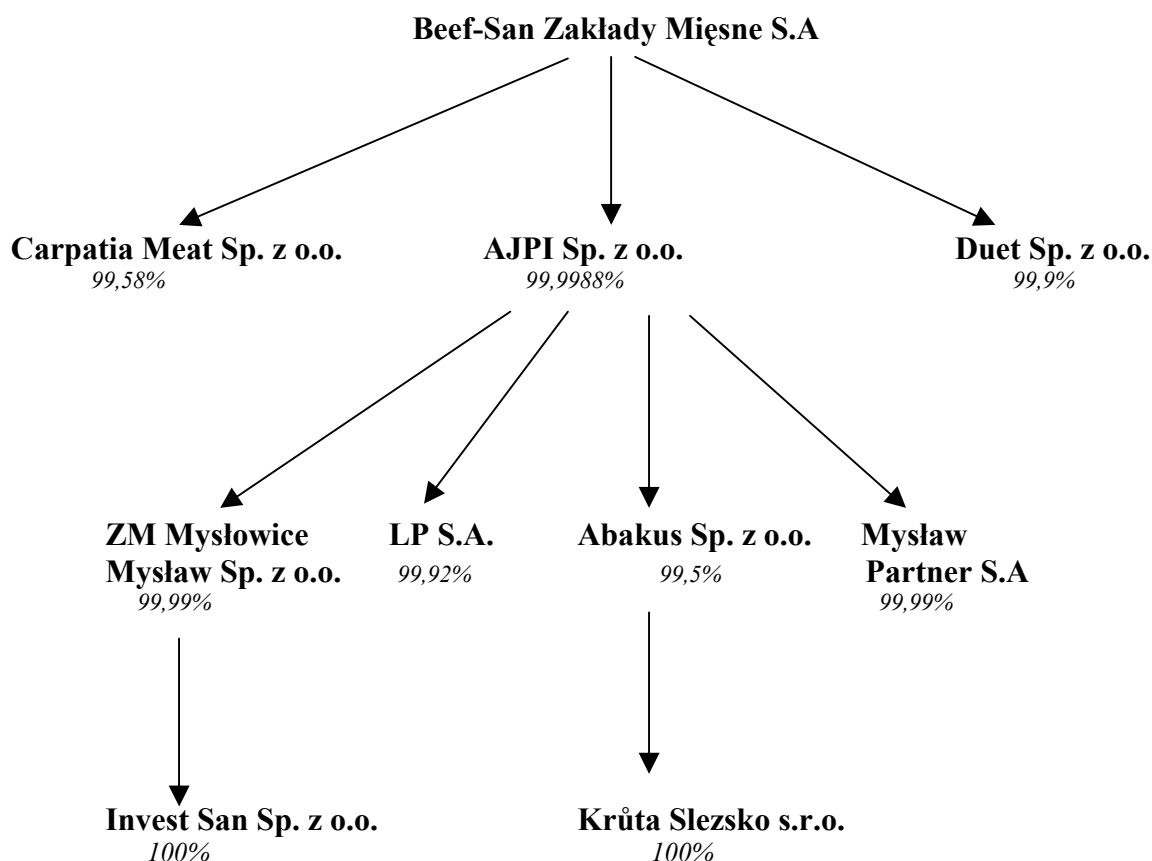 Beef-San Zakłady Mięsne S.A
Carpatia Meat Sp. z o.o.
99,58%
AJPI Sp. z o.o.
99,9988%
Duet Sp. z o.o.
99,9%
ZM Mysłowice
Mysław Sp. z o.o.
99,99%
LP S.A.
99,92%
Abakus Sp. z o.o.
99,5%
Mysław
Partner S.A
99,99%
Invest San Sp. z o.o.
100%
Krůta Slezsko s.r.o.
100%